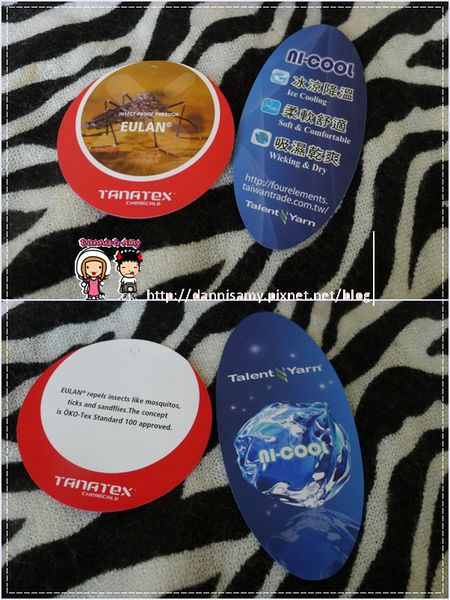 INSECT-PROOF THROUGH
EULAN®
TANATEX
CHEMICALS
NI-COOL
冰涼降溫
Ice Cooling
柔軟舒適
Soft & Comfortable
吸濕乾爽
Wicking & Dry
http://fourelements.
taiwantrade.com.tw/
Talent Yarn
Dannis & Amy
http://dannisamy.pixnet.net/blog
EULAN® repels insects like mosquitos,
ticks and sandflies.The concept
is ÖKO-Tex Standard 100 approved.
TANATEX
CHEMICALS
Talent Yarn
NI-COOL